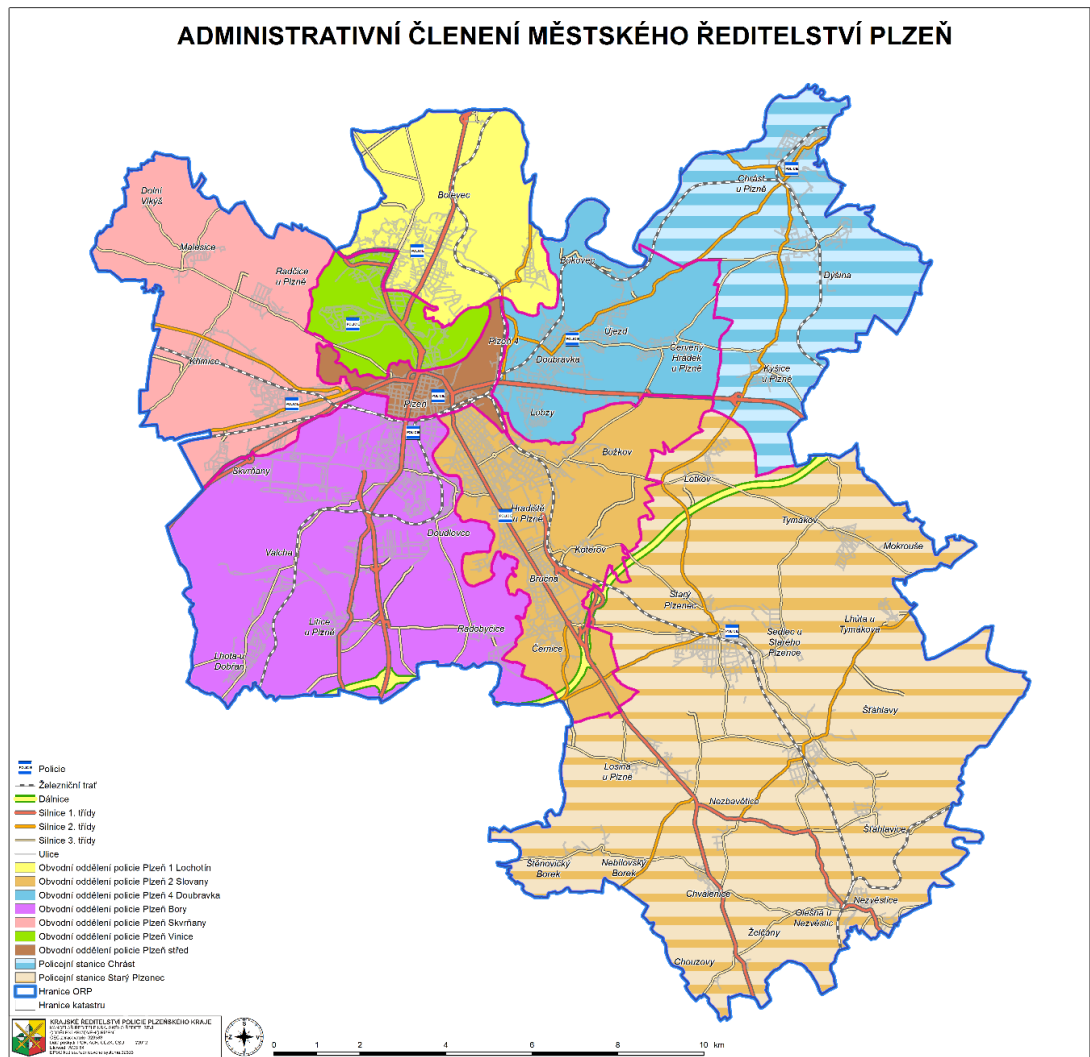 ADMINISTRATIVNÍ ČLENENÍ MĚSTSKÉHO ŘEDITELSTVÍ PLZEŇ
Chrást
u Plzně
Dolní
Vlkýš
Bolevec
Malesice
Radčice
u Plzně
Bukovec
Dýšina
Újezd
Plzeň 4
Doubravka
Červený
Hrádek
u Plzně
Křimice
Kyšice
u Plzně
Plzeň
Lobzy
Skvrňany
Božkov
Letkov
Hradiště
u Plzně
Tymákov
Doudlevce
Mokrouše
Valcha
Koterov
Bručná
Starý
Plzenec
Litice
u Plzně
Radobyčice
Sedlec u
Starého
Plzence
Lhůta u
Tymákova
Lhota u
Dobřan
Černice
Šťáhlavy
Losiná
u Plzně
Nezbavětice
Šťáhlavice
Štěnovický
Borek
Nebílovský
Borek
Chválenice
Nezvěstice
Olešná u
Nezvěstic
Želčany
Chouzovy
POLICIE Policie
Železniční trať
Dálnice
Silnice 1. třídy
Silnice 2. třídy
Silnice 3. třídy
Ulice
Obvodní oddělení policie Plzeň 1 Lochotín
Obvodní oddělení policie Plzeň 2 Slovany
Obvodní oddělení policie Plzeň 4 Doubravka
Obvodní oddělení policie Plzeň Bory
Obvodní oddělení policie Plzeň Skvrňany
Obvodní oddělení policie Plzeň Vinice
Obvodní oddělení policie Plzeň střed
Policejní stanice Chrást
Policejní stanice Starý Plzenec
Hranice ORP
Hranice katastru
KRAJSKÉ ŘEDITELSTVÍ POLICIE PLZEŇSKÉHO KRAJE
S
Z
V
J
0 2 4 6 8 10 km